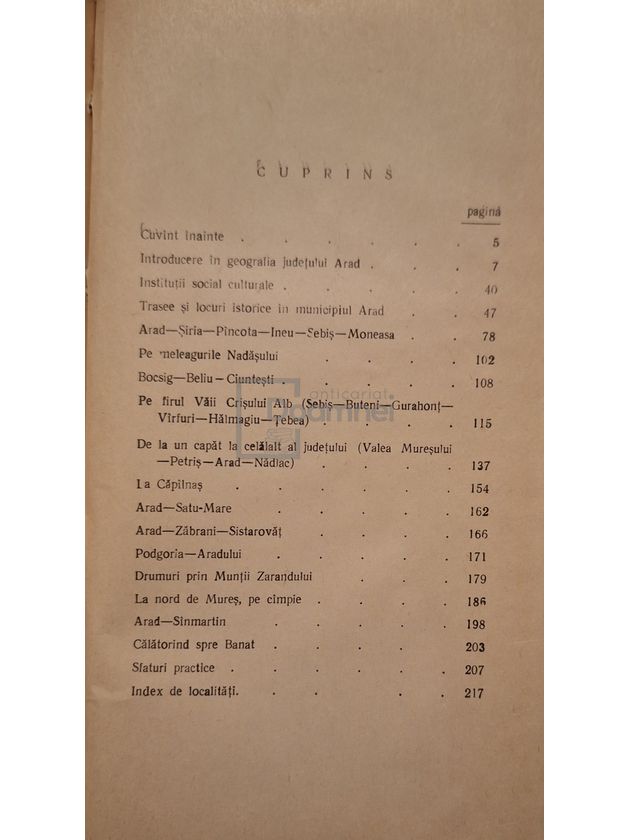 CUPRINS
pagină
Cuvînt înainte . . . . . . 5
Introducere în geografia județului Arad . . . 7
Instituții social culturale . . . . . 40
Trasee și locuri istorice în municipiul Arad . . 47
Arad—Șiria—Pîncota—Ineu—Sebiș—Moneasa . . 78
Pe meleagurile Nadășului . . . . 102
Bocsig—Beliu—Ciuntești . . . . . 108
Pe firul Văii Crișului Alb (Sebiș—Buteni—Gurahonț—
Vîrfuri—Hălmagiu—Țebea) . . . . 115
De la un capăt la celălalt al județului (Valea Mureșului
—Petriș—Arad—Nădlac) . . . . 137
La Căpîlnaș . . . . . 154
Arad—Satu-Mare . . . . . 162
Arad—Zăbrani—Sistarovăț . . . . 166
Podgoria—Aradului . . . . 171
Drumuri prin Munții Zarandului . . . 179
La nord de Mureș, pe cîmpie . . . . 186
Arad—Sînmartin . . . . 198
Călătorind spre Banat . . . . 203
Sfaturi practice . . . . . 207
Index de localități. . . . . 217
anticariat
Doamnei